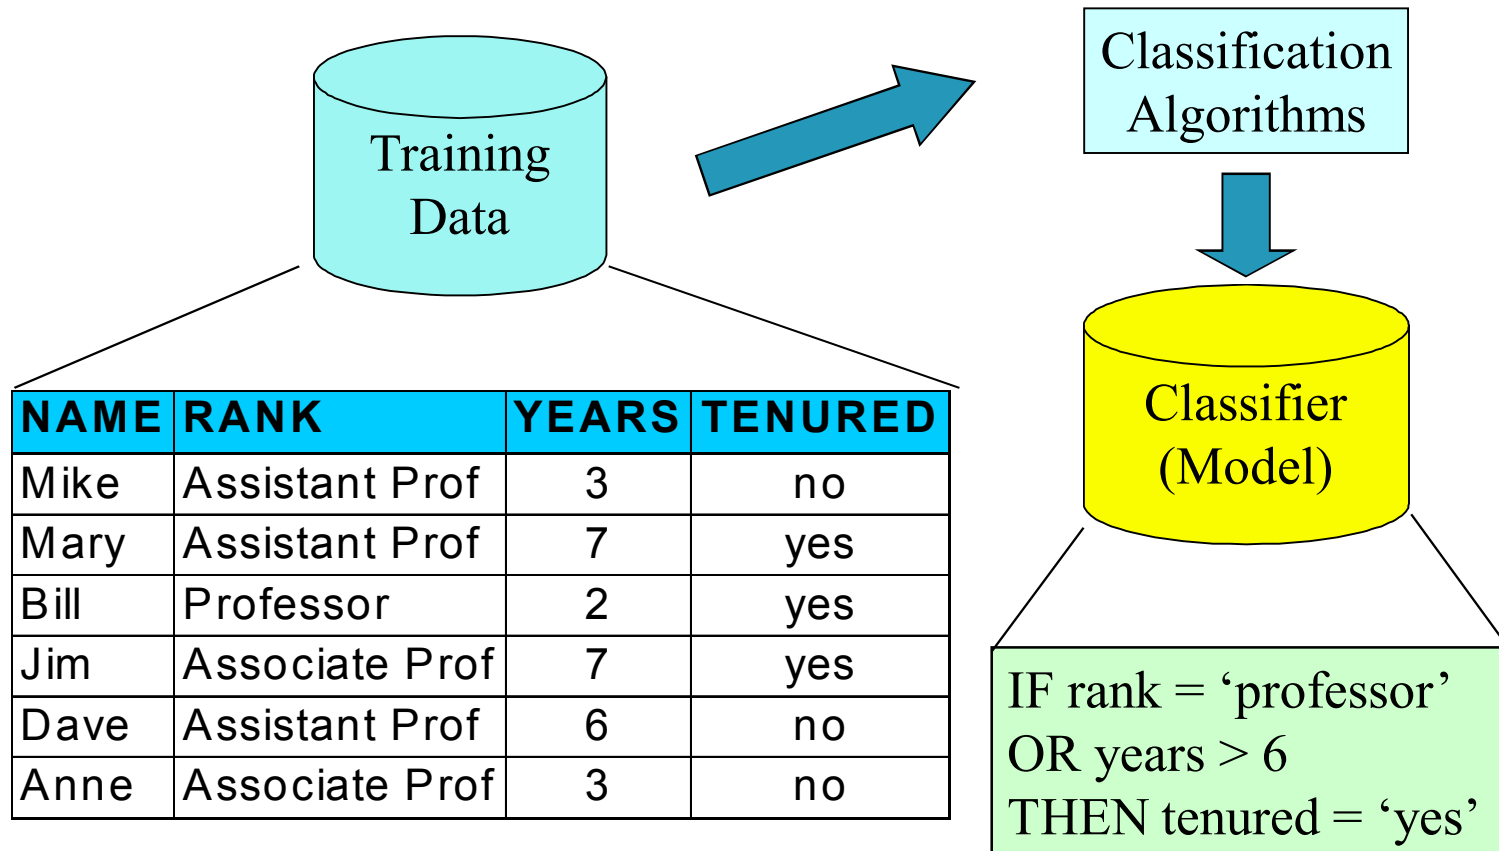 Training
Data
Classification
Algorithms
Classifier
(Model)
NAME RANK YEARS TENURED
Mike Assistant Prof 3 no
Mary Assistant Prof 7 yes
Bill Professor 2 yes
Jim Associate Prof 7 yes
Dave Assistant Prof 6 no
Anne Associate Prof 3 no
IF rank = ‘professor’
OR years > 6
THEN tenured = ‘yes’